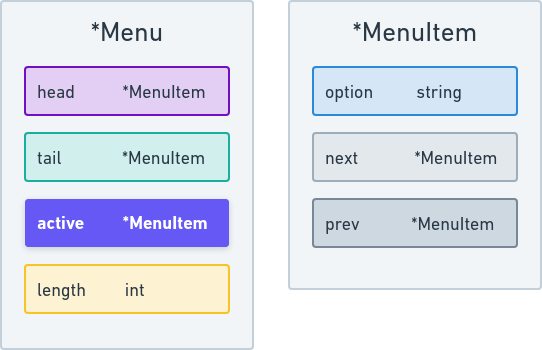 *Menu
head *MenuItem
tail *MenuItem
active *MenuItem
length int
*MenuItem
option string
next *MenuItem
prev *MenuItem